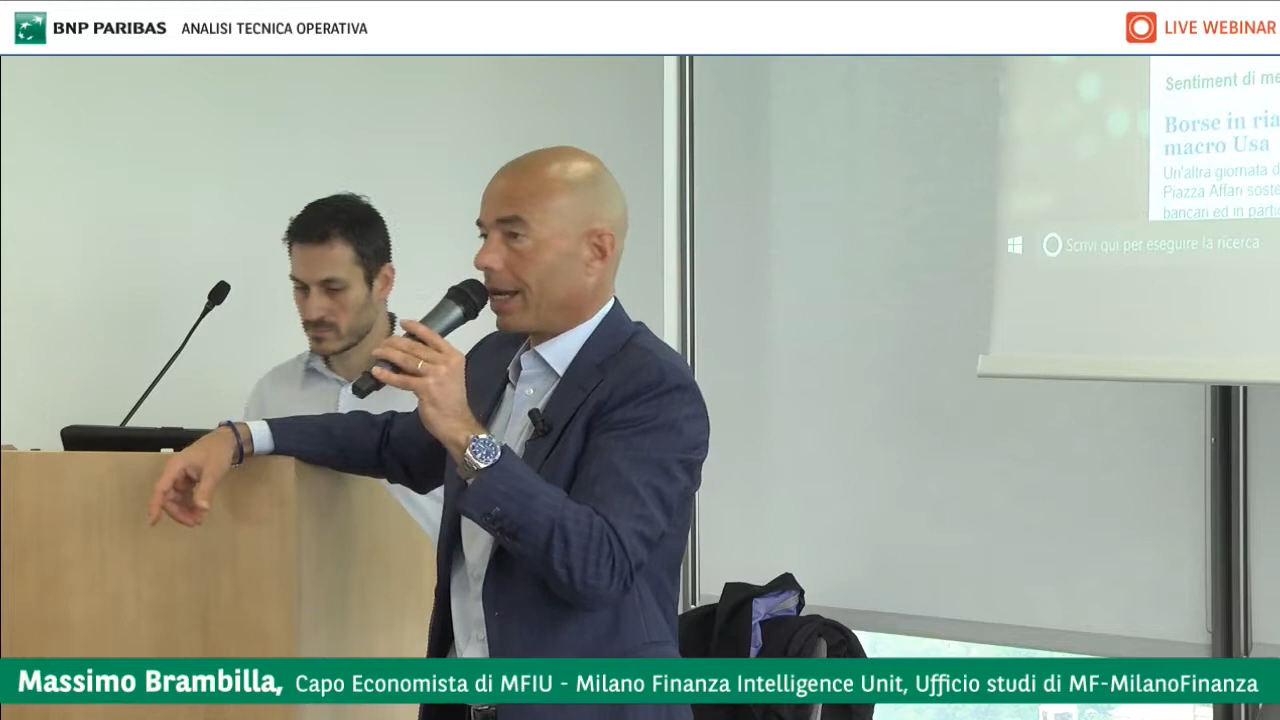 BNP PARIBAS ANALISI TECNICA OPERATIVA
LIVE WEBINAR
Sentiment di me
Borse in ria
macro Usa
Un'altra giornata d
Piazza Affari soste
bancari ed in parti
Scrivi qui per eseguire la ricerca
Massimo Brambilla, Capo Economista di MFIU - Milano Finanza Intelligence Unit, Ufficio studi di MF-MilanoFinanza